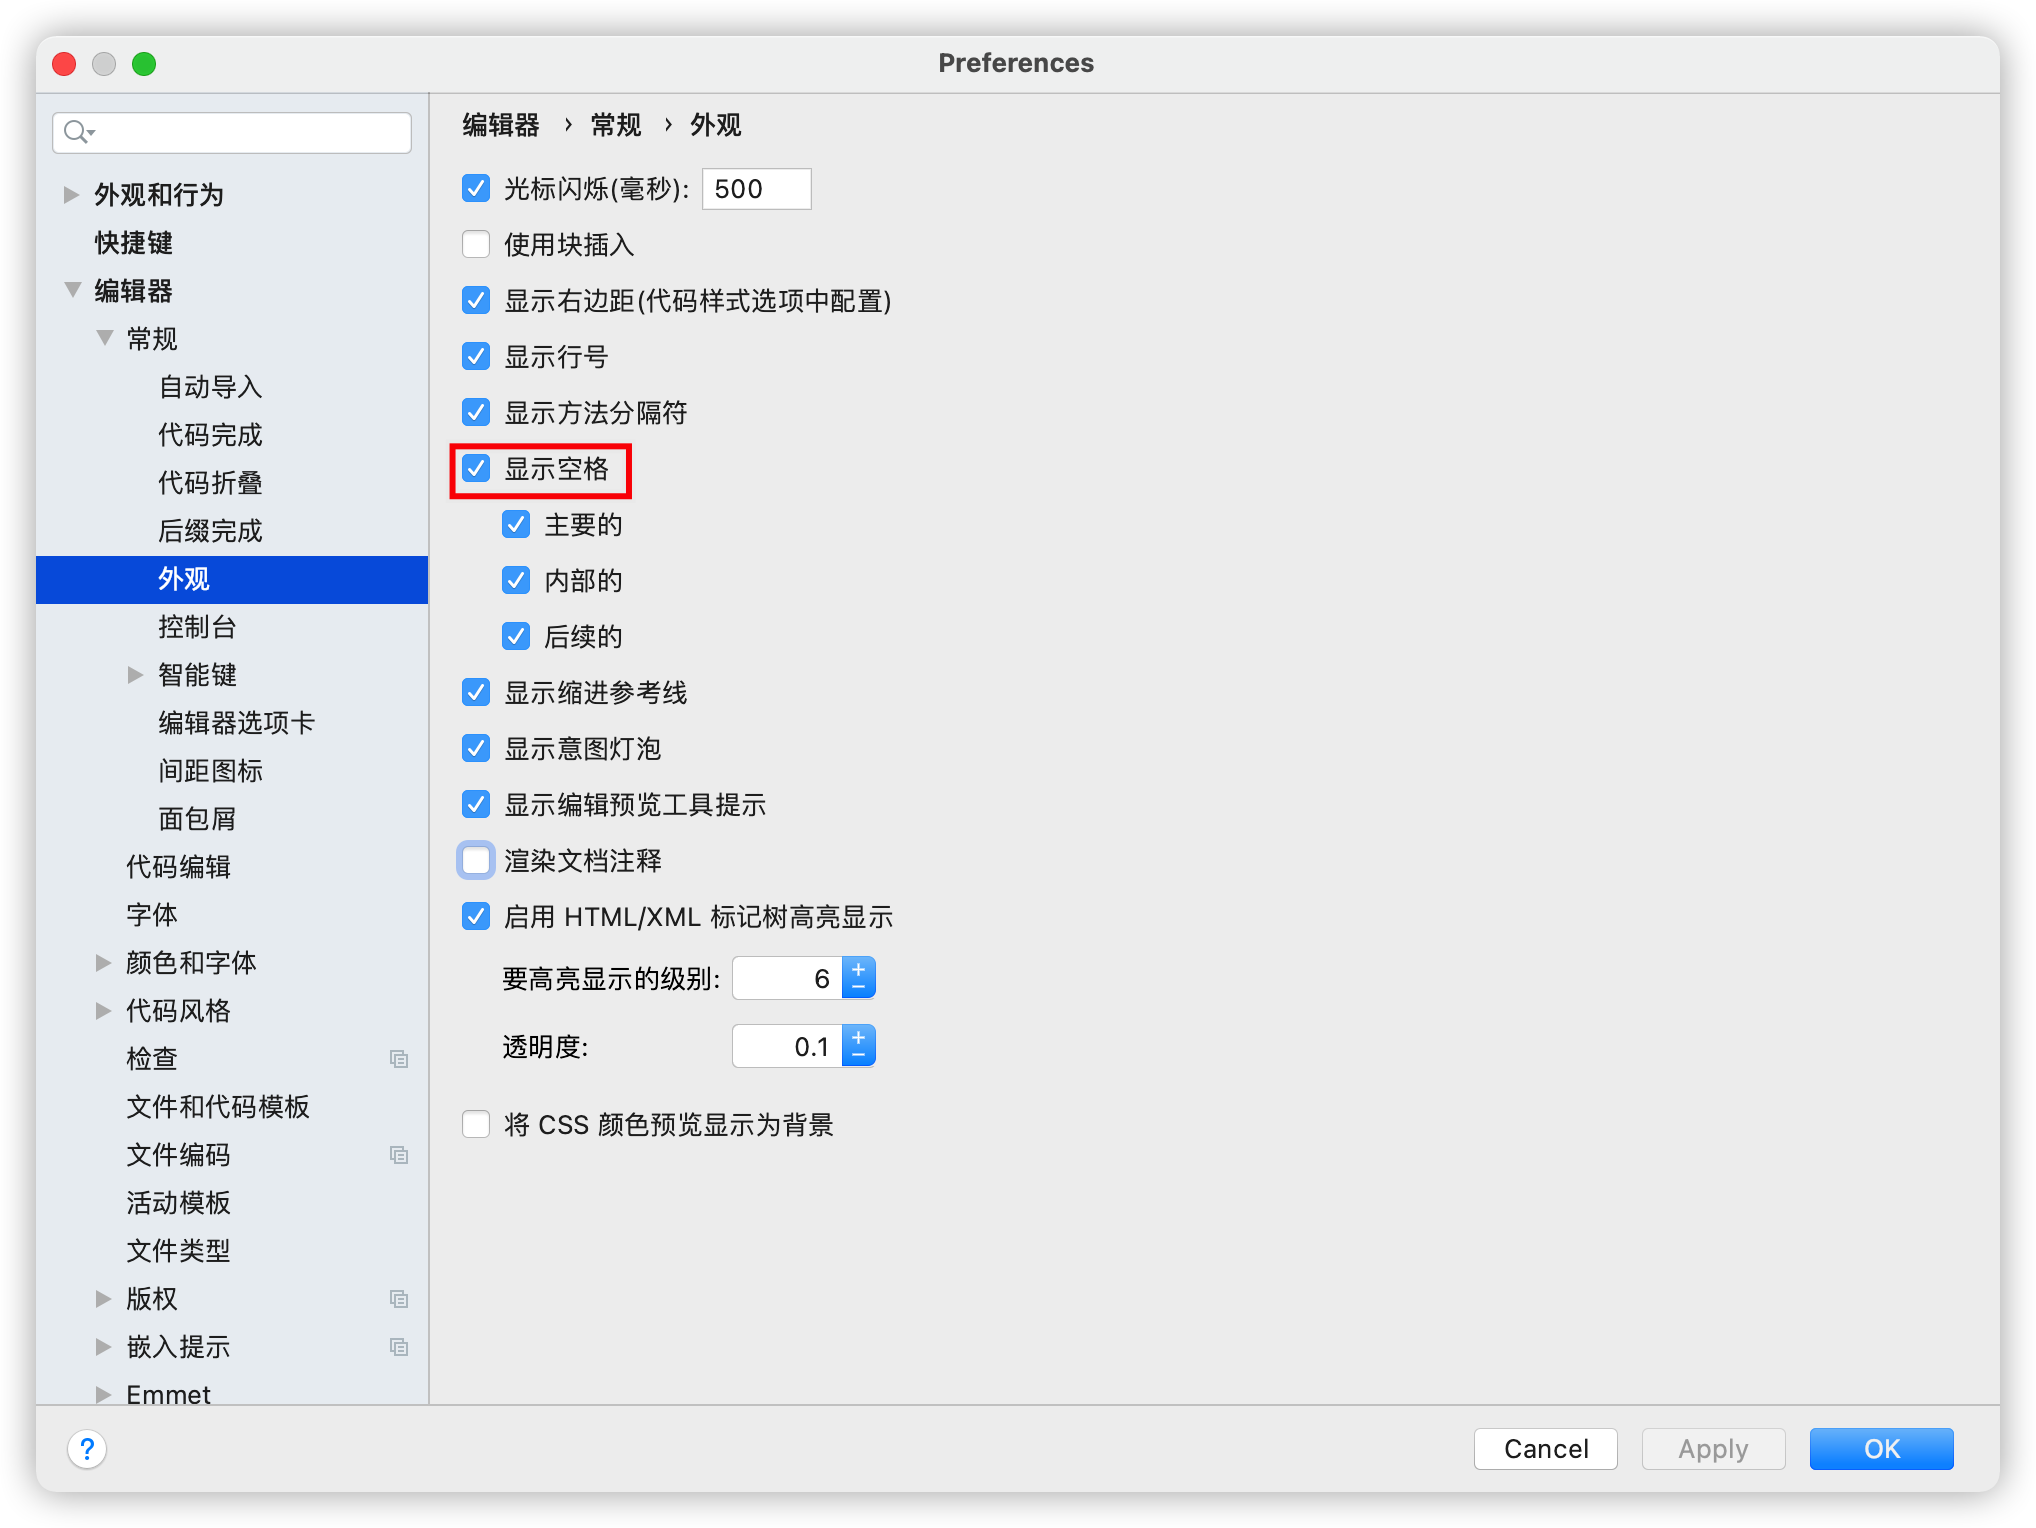 Preferences
外观和行为
快捷键
编辑器
常规
自动导入
代码完成
代码折叠
后缀完成
外观
控制台
智能键
编辑器选项卡
间距图标
面包屑
代码编辑
字体
颜色和字体
代码风格
检查
文件和代码模板
文件编码
活动模板
文件类型
版权
嵌入提示
Emmet
编辑器 › 常规 › 外观
光标闪烁(毫秒): 500
使用块插入
显示右边距(代码样式选项中配置)
显示行号
显示方法分隔符
显示空格
主要的
内部的
后续的
显示缩进参考线
显示意图灯泡
显示编辑预览工具提示
渲染文档注释
启用 HTML/XML 标记树高亮显示
要高亮显示的级别: 6
透明度: 0.1
将 CSS 颜色预览显示为背景
?
Cancel
Apply
OK